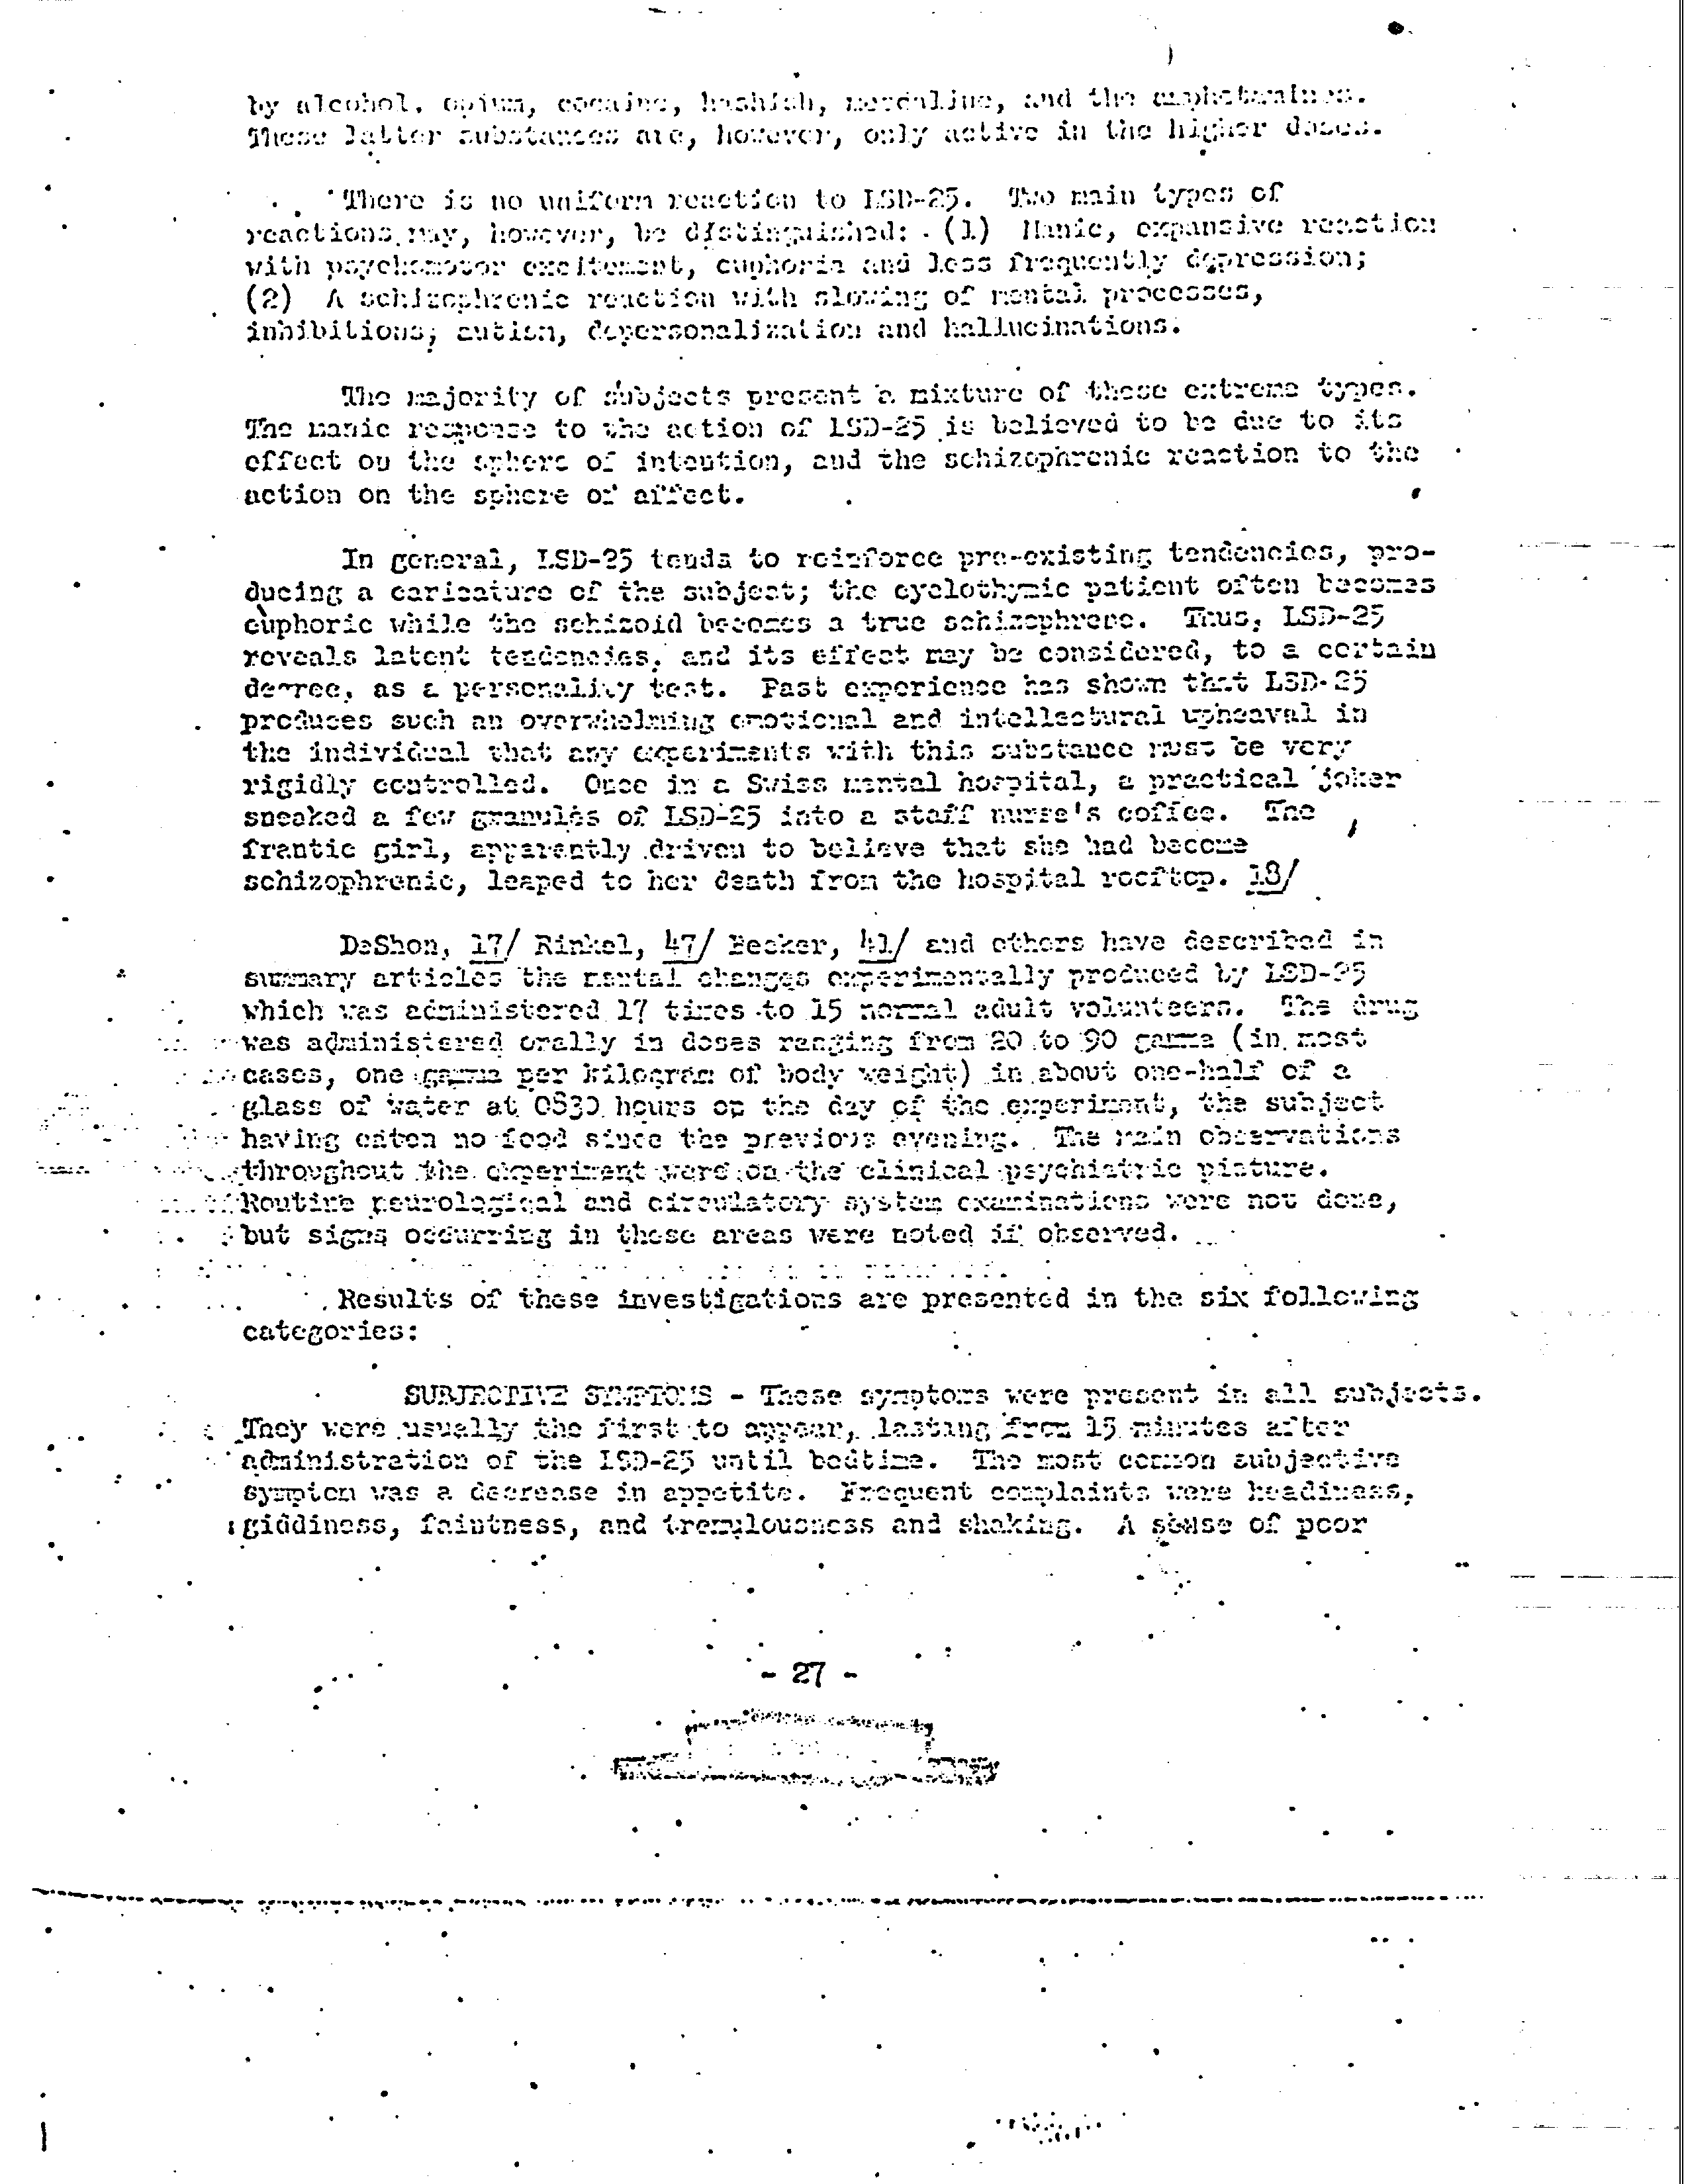 by alcohol, opium, cocaine, hashish, mescaline, and the amphetamines.
These latter substances are, however, only active in the higher doses.
There is no uniform reaction to LSD-25. Two main types of
reactions may, however, be distinguished: (1) Manic, expansive reaction
with psychomotor excitement, euphoria and less frequently depression;
(2) A schizophrenic reaction with slowing of mental processes,
inhibitions, autism, depersonalization and hallucinations.
The majority of subjects present a mixture of these extreme types.
The manic response to the action of LSD-25 is believed to be due to its
effect on the sphere of intention, and the schizophrenic reaction to the
action on the sphere of affect.
In general, LSD-25 tends to reinforce pre-existing tendencies, pro-
ducing a caricature of the subject; the cyclothymic patient often becomes
euphoric while the schizoid becomes a true schizophrene. Thus, LSD-25
reveals latent tendencies, and its effect may be considered, to a certain
degree, as a personality test. Past experience has shown that LSD-25
produces such an overwhelming emotional and intellectural upheaval in
the individual that any experiments with this substance must be very
rigidly controlled. Once in a Swiss mental hospital, a practical joker
sneaked a few granules of LSD-25 into a staff nurse's coffee. The
frantic girl, apparently driven to believe that she had become
schizophrenic, leaped to her death from the hospital rooftop. 18/
DeShon, 17/ Rinkel, 47/ Becker, 41/ and others have described in
summary articles the mental changes experimentally produced by LSD-25
which was administered 17 times to 15 normal adult volunteers. The drug
was administered orally in doses ranging from 20 to 90 gamma (in most
cases, one gamma per kilogram of body weight) in about one-half of a
glass of water at 0830 hours on the day of the experiment, the subject
having eaten no food since the previous evening. The main observations
throughout the experiment were on the clinical psychiatric picture.
Routine neurological and circulatory system examinations were not done,
but signs occurring in these areas were noted if observed.
Results of these investigations are presented in the six following
categories:
SUBJECTIVE SYMPTOMS - These symptoms were present in all subjects.
They were usually the first to appear, lasting from 15 minutes after
administration of the LSD-25 until bedtime. The most common subjective
symptom was a decrease in appetite. Frequent complaints were headiness,
giddiness, faintness, and tremulousness and shaking. A sense of poor
- 27 -